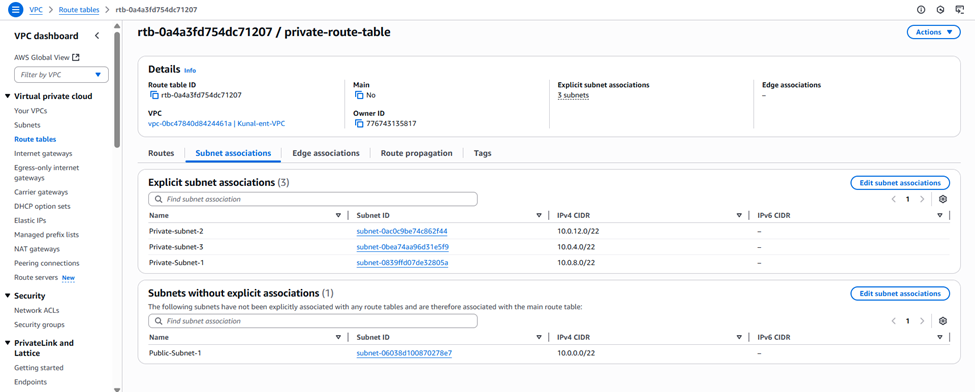 VPC > Route tables > rtb-0a4a3fd754dc71207
VPC dashboard
AWS Global View
Filter by VPC
Virtual private cloud
Your VPCs
Subnets
Route tables
Internet gateways
Egress-only internet gateways
Carrier gateways
DHCP option sets
Elastic IPs
Managed prefix lists
NAT gateways
Peering connections
Route servers New
Security
Network ACLs
Security groups
PrivateLink and Lattice
Getting started
Endpoints
rtb-0a4a3fd754dc71207 / private-route-table
Actions
Details Info
Route table ID
rtb-0a4a3fd754dc71207
Main
No
Explicit subnet associations
3 subnets
Edge associations
–
VPC
vpc-0bc47840d8424461a | Kunal-ent-VPC
Owner ID
776743135817
Routes Subnet associations Edge associations Route propagation Tags
Explicit subnet associations (3)
Edit subnet associations
Find subnet association
1
Name Subnet ID IPv4 CIDR IPv6 CIDR
Private-subnet-2 subnet-0ac0c9be74c862f44 10.0.12.0/22 –
Private-subnet-3 subnet-0bea74aa96d31e5f9 10.0.4.0/22 –
Private-Subnet-1 subnet-0839ffd07de32805a 10.0.8.0/22 –
Subnets without explicit associations (1)
Edit subnet associations
The following subnets have not been explicitly associated with any route tables and are therefore associated with the main route table:
Find subnet association
1
Name Subnet ID IPv4 CIDR IPv6 CIDR
Public-Subnet-1 subnet-06038d100870278e7 10.0.0.0/22 –